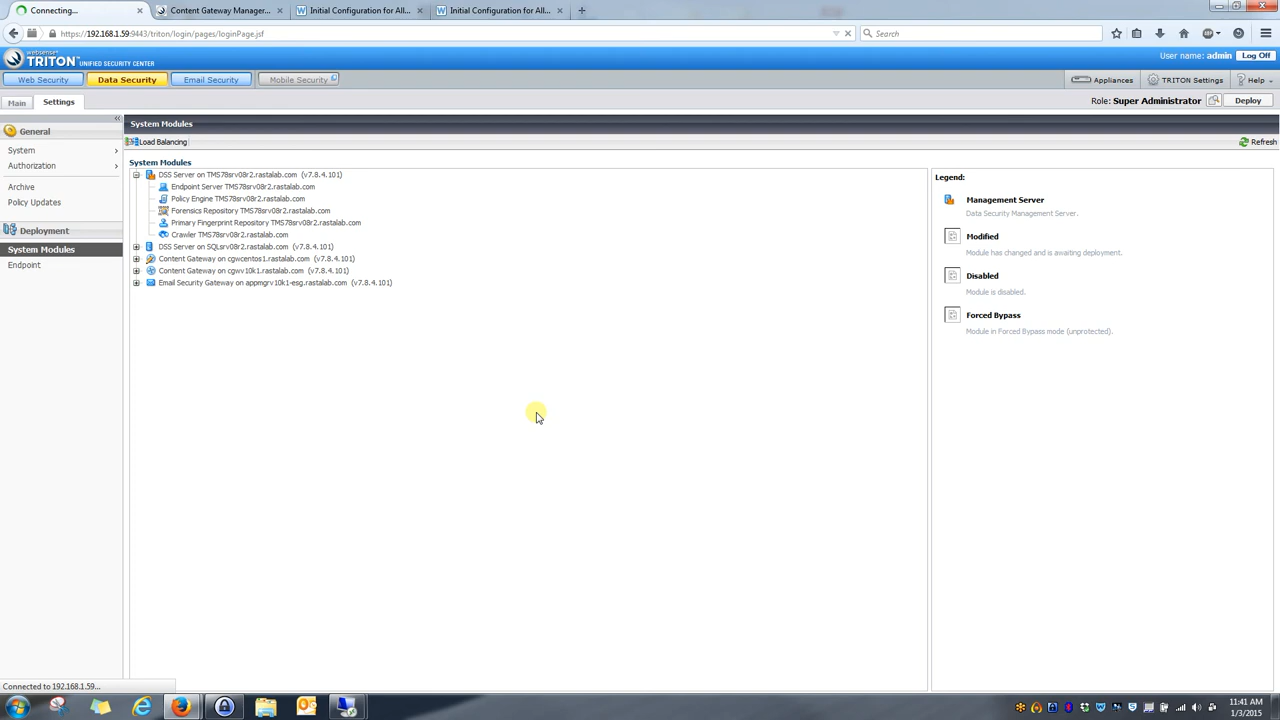 Connecting...
Content Gateway Manager...
Initial Configuration for All...
Initial Configuration for All...
https://192.168.1.59:9443/triton/login/pages/loginPage.jsf
Search
websense
TRITON™ UNIFIED SECURITY CENTER
User name: admin Log Off
Web Security
Data Security
Email Security
Mobile Security
Appliances
TRITON Settings
Help
Main
Settings
Role: Super Administrator
Deploy
General
System
Authorization
Archive
Policy Updates
Deployment
System Modules
Endpoint
System Modules
Load Balancing
Refresh
System Modules
DSS Server on TMS78srv08r2.rastalab.com (v7.8.4.101)
Endpoint Server TMS78srv08r2.rastalab.com
Policy Engine TMS78srv08r2.rastalab.com
Forensics Repository TMS78srv08r2.rastalab.com
Primary Fingerprint Repository TMS78srv08r2.rastalab.com
Crawler TMS78srv08r2.rastalab.com
DSS Server on SQLsrv08r2.rastalab.com (v7.8.4.101)
Content Gateway on cgwcentos1.rastalab.com (v7.8.4.101)
Content Gateway on cgwv10k1.rastalab.com (v7.8.4.101)
Email Security Gateway on appmgrv10k1-esg.rastalab.com (v7.8.4.101)
Legend:
Management Server
Data Security Management Server.
Modified
Module has changed and is awaiting deployment.
Disabled
Module is disabled.
Forced Bypass
Module in Forced Bypass mode (unprotected).
Connected to 192.168.1.59...
11:41 AM
1/3/2015